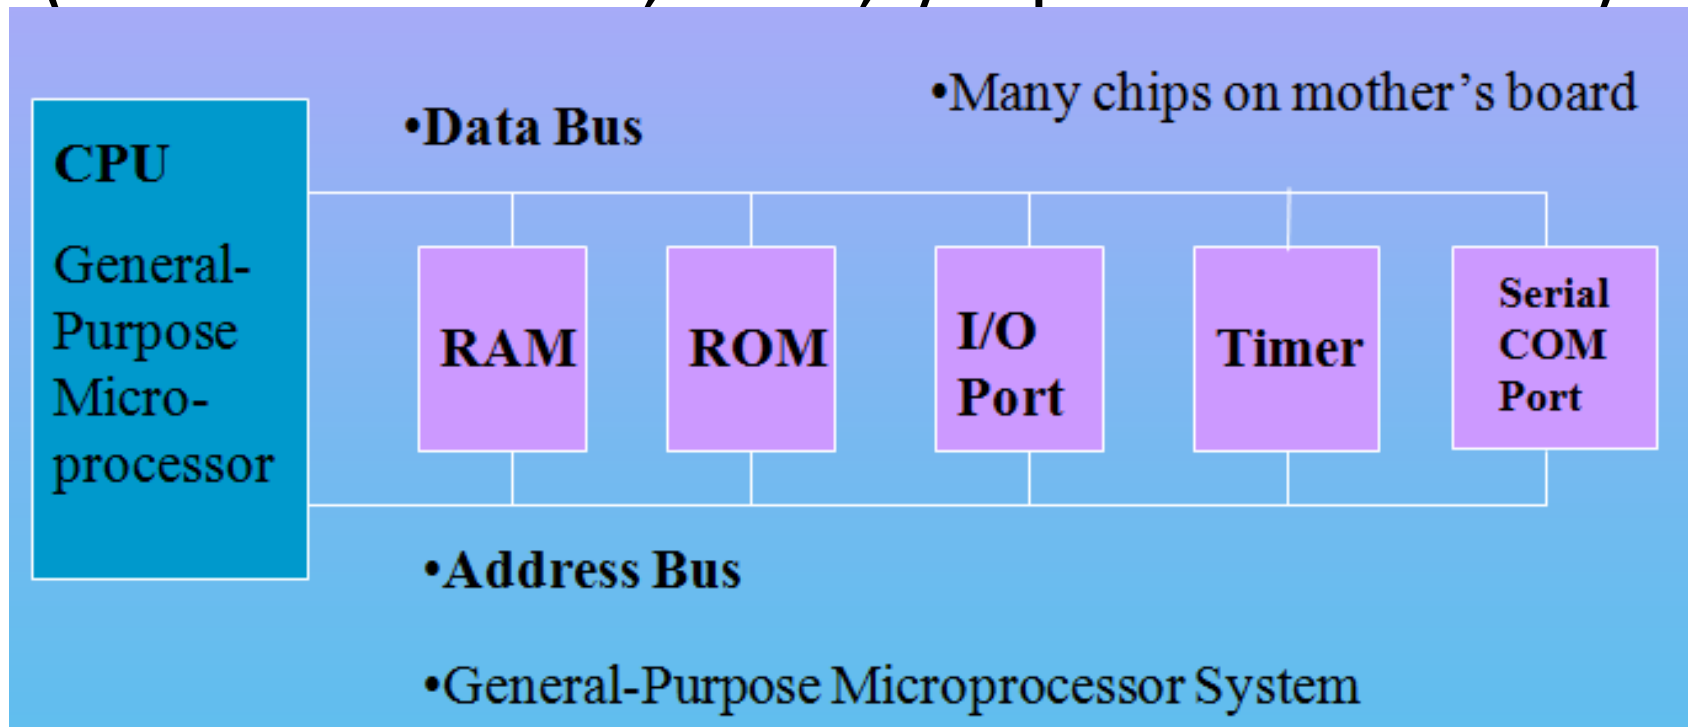 •Many chips on mother’s board
•Data Bus
CPU
General-
Purpose
Micro-
processor
RAM
ROM
I/O
Port
Timer
Serial
COM
Port
•Address Bus
•General-Purpose Microprocessor System